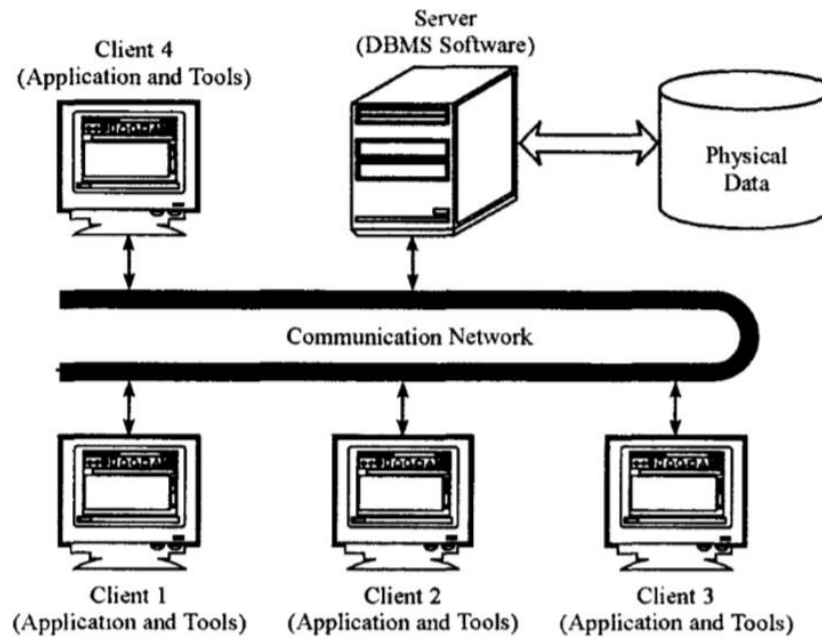 Server
(DBMS Software)
Client 4
(Application and Tools)
Physical
Data
Communication Network
Client 1
(Application and Tools)
Client 2
(Application and Tools)
Client 3
(Application and Tools)